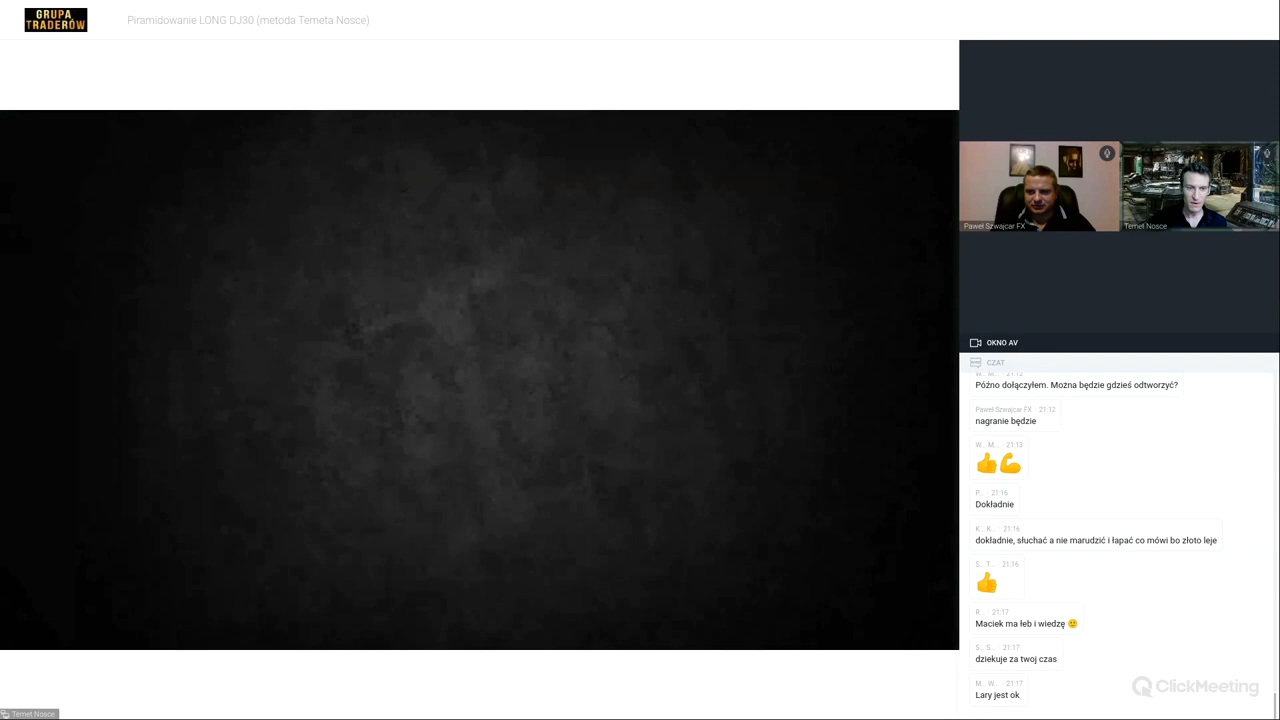 GRUPA
TRADERÓW
Piramidowanie LONG DJ30 (metoda Temeta Nosce)
Paweł Szwajcar FX
Temet Nosce
OKNO AV
CZAT
W... M... · 21:12
Późno dołączyłem. Można będzie gdzieś odtworzyć?
Paweł Szwajcar FX · 21:12
nagranie będzie
W... M... · 21:13
P... · 21:16
Dokładnie
K... K... · 21:16
dokładnie, słuchać a nie marudzić i łapać co mówi bo złoto leje
S... T... · 21:16
R... · 21:17
Maciek ma łeb i wiedzę 🙂
S... S... · 21:17
dziekuje za twoj czas
M... W... · 21:17
Lary jest ok
ClickMeeting
Temet Nosce